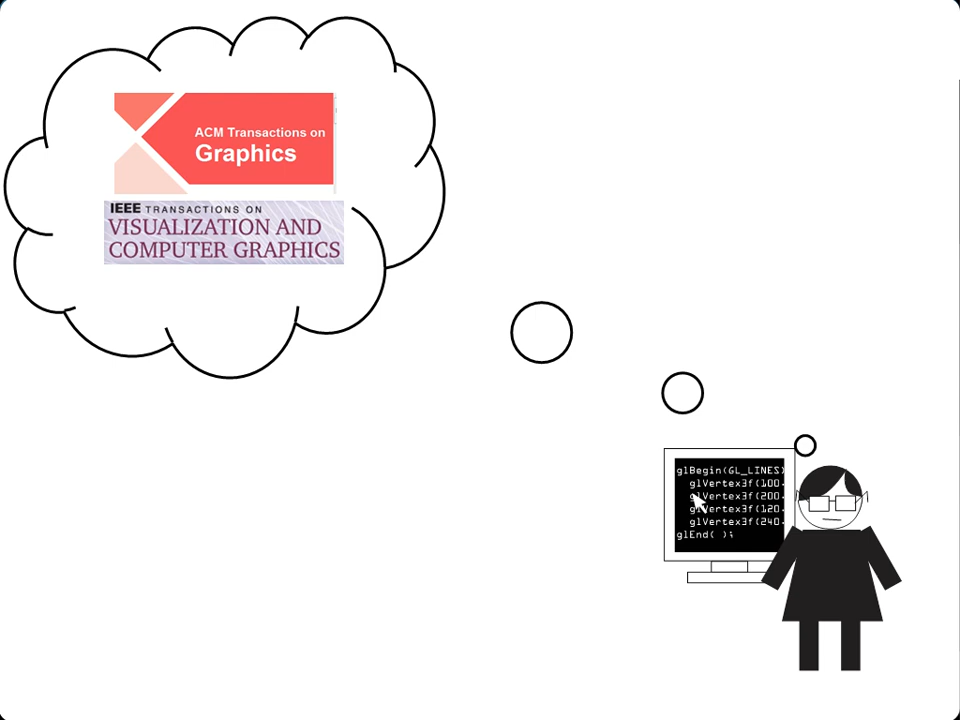 ACM Transactions on
Graphics
IEEE TRANSACTIONS ON
VISUALIZATION AND
COMPUTER GRAPHICS
glBegin(GL_LINES)
glVertex3f(100.
glVertex3f(200.
glVertex3f(120.
glVertex3f(240.
glEnd( );